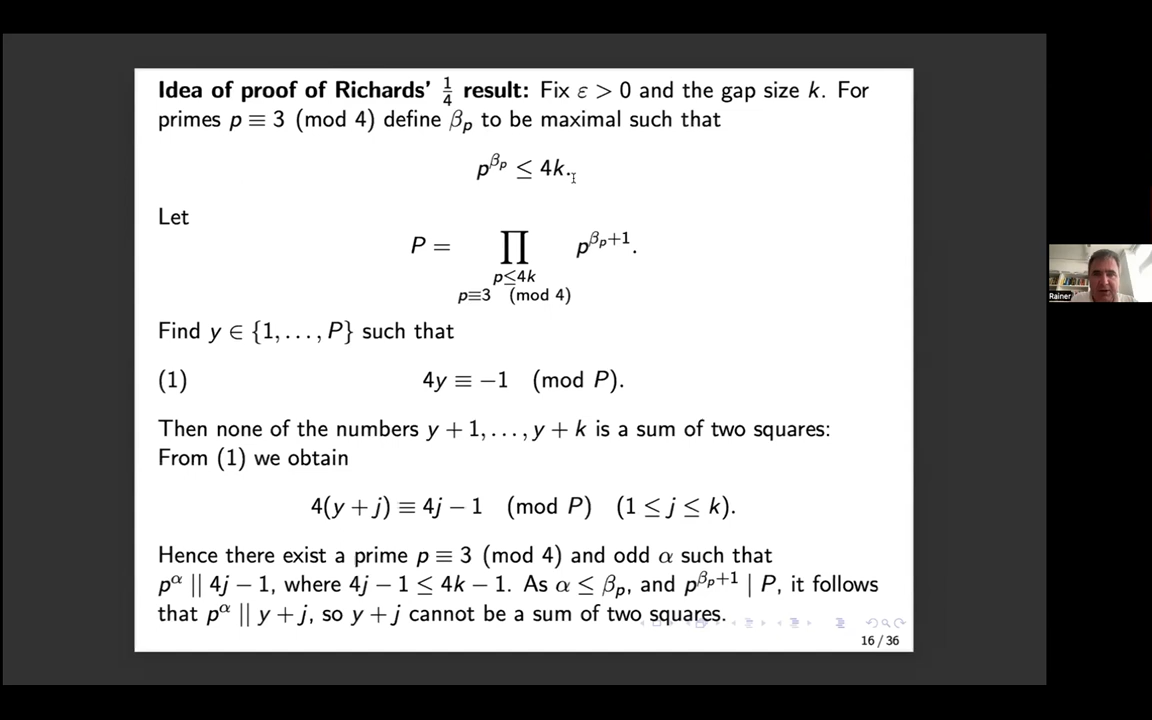 Idea of proof of Richards' 1/4 result: Fix ε > 0 and the gap size k. For
primes p ≡ 3 (mod 4) define β_p to be maximal such that
p^{β_p} ≤ 4k.
Let
P = ∏_{p≤4k, p≡3 (mod 4)} p^{β_p+1}.
Find y ∈ {1, . . . , P} such that
(1) 4y ≡ −1 (mod P).
Then none of the numbers y + 1, . . . , y + k is a sum of two squares:
From (1) we obtain
4(y + j) ≡ 4j − 1 (mod P) (1 ≤ j ≤ k).
Hence there exist a prime p ≡ 3 (mod 4) and odd α such that
p^α || 4j − 1, where 4j − 1 ≤ 4k − 1. As α ≤ β_p, and p^{β_p+1} | P, it follows
that p^α || y + j, so y + j cannot be a sum of two squares.
16 / 36
Rainer